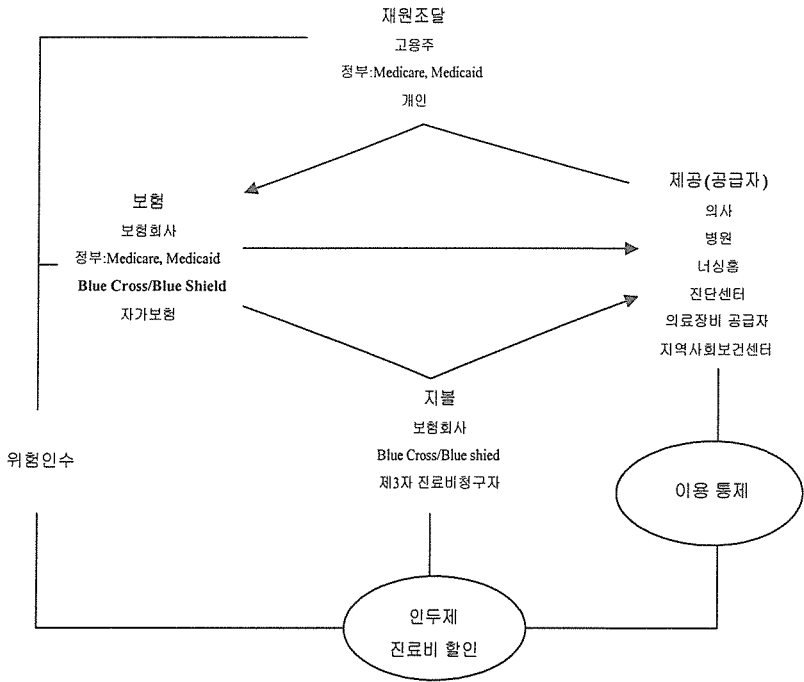 재원조달
고용주
정부:Medicare, Medicaid
개인
보험
보험회사
정부:Medicare, Medicaid
Blue Cross/Blue Shield
자가보험
제공(공급자)
의사
병원
너싱홈
진단센터
의료장비 공급자
지역사회보건센터
지불
보험회사
Blue Cross/Blue shied
제3자 진료비청구자
위험인수
이용 통제
인두제
진료비 할인